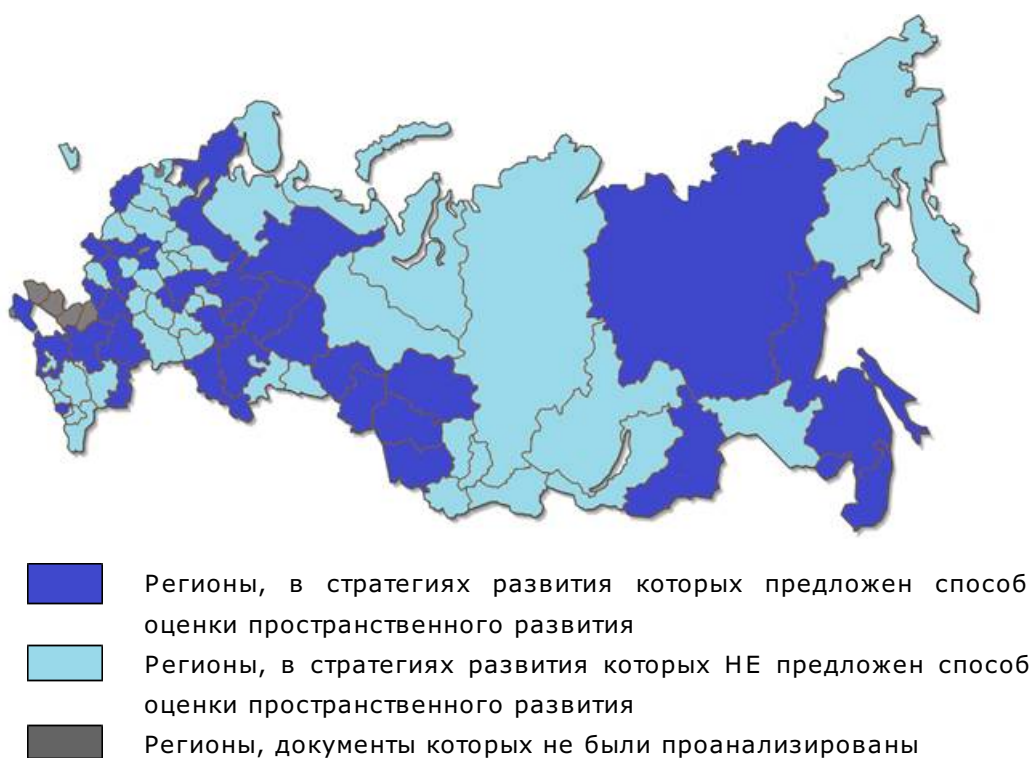 Регионы, в стратегиях развития которых предложен способ
оценки пространственного развития
Регионы, в стратегиях развития которых НЕ предложен способ
оценки пространственного развития
Регионы, документы которых не были проанализированы